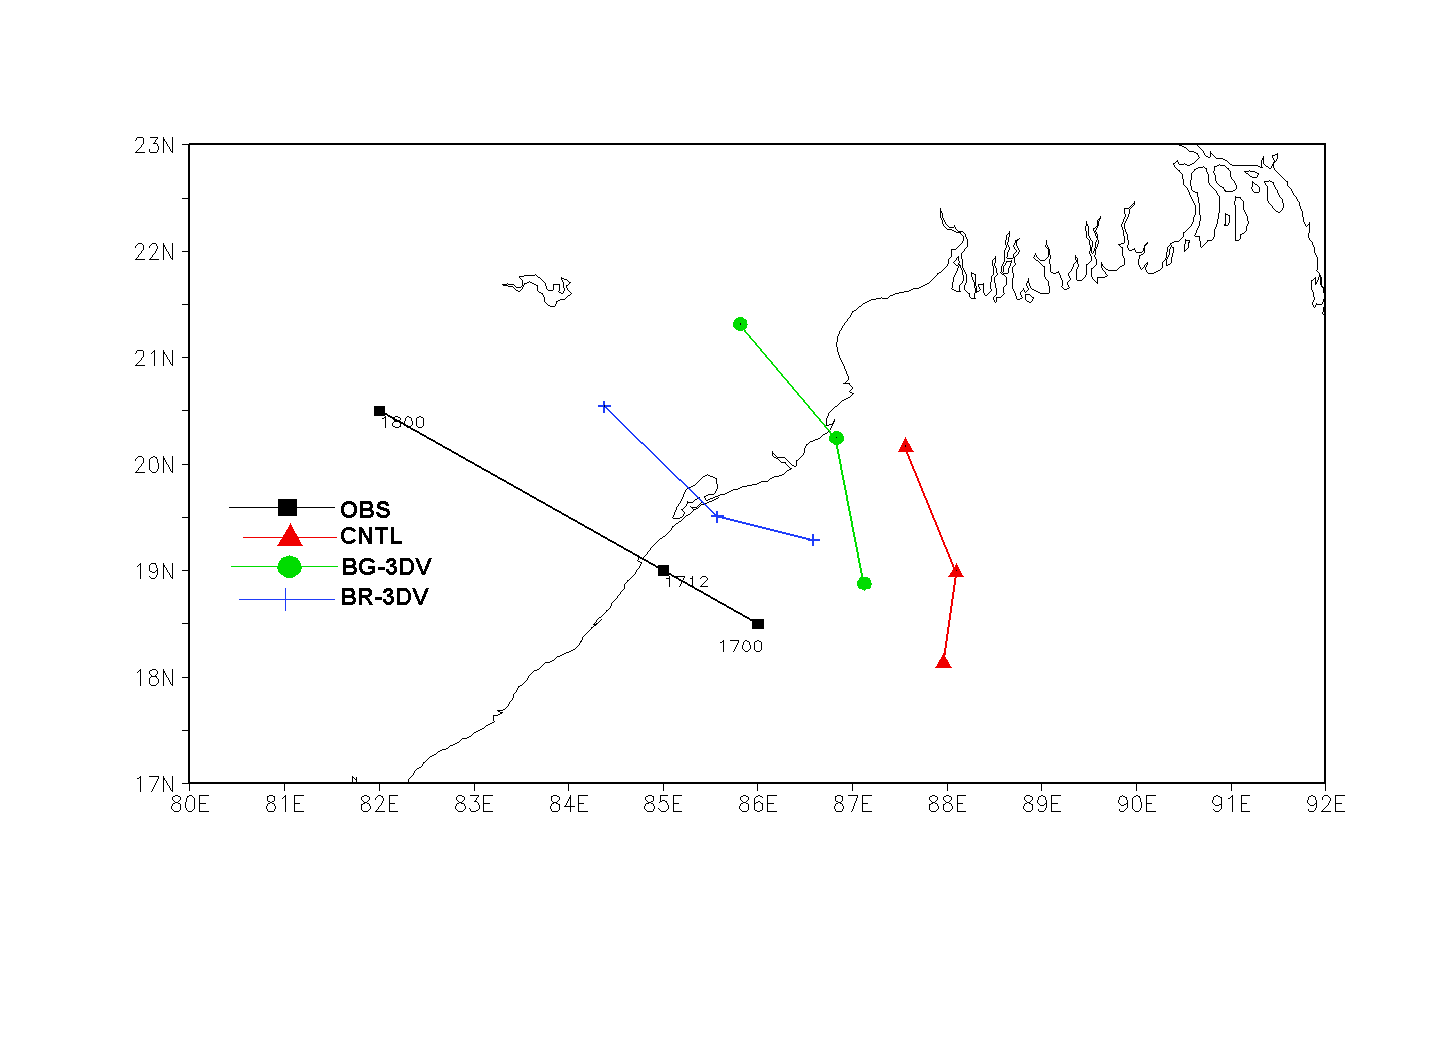 23N
22N
21N
1800
20N
OBS
CNTL
BG-3DV
BR-3DV
19N
1712
1700
18N
17N
80E 81E 82E 83E 84E 85E 86E 87E 88E 89E 90E 91E 92E